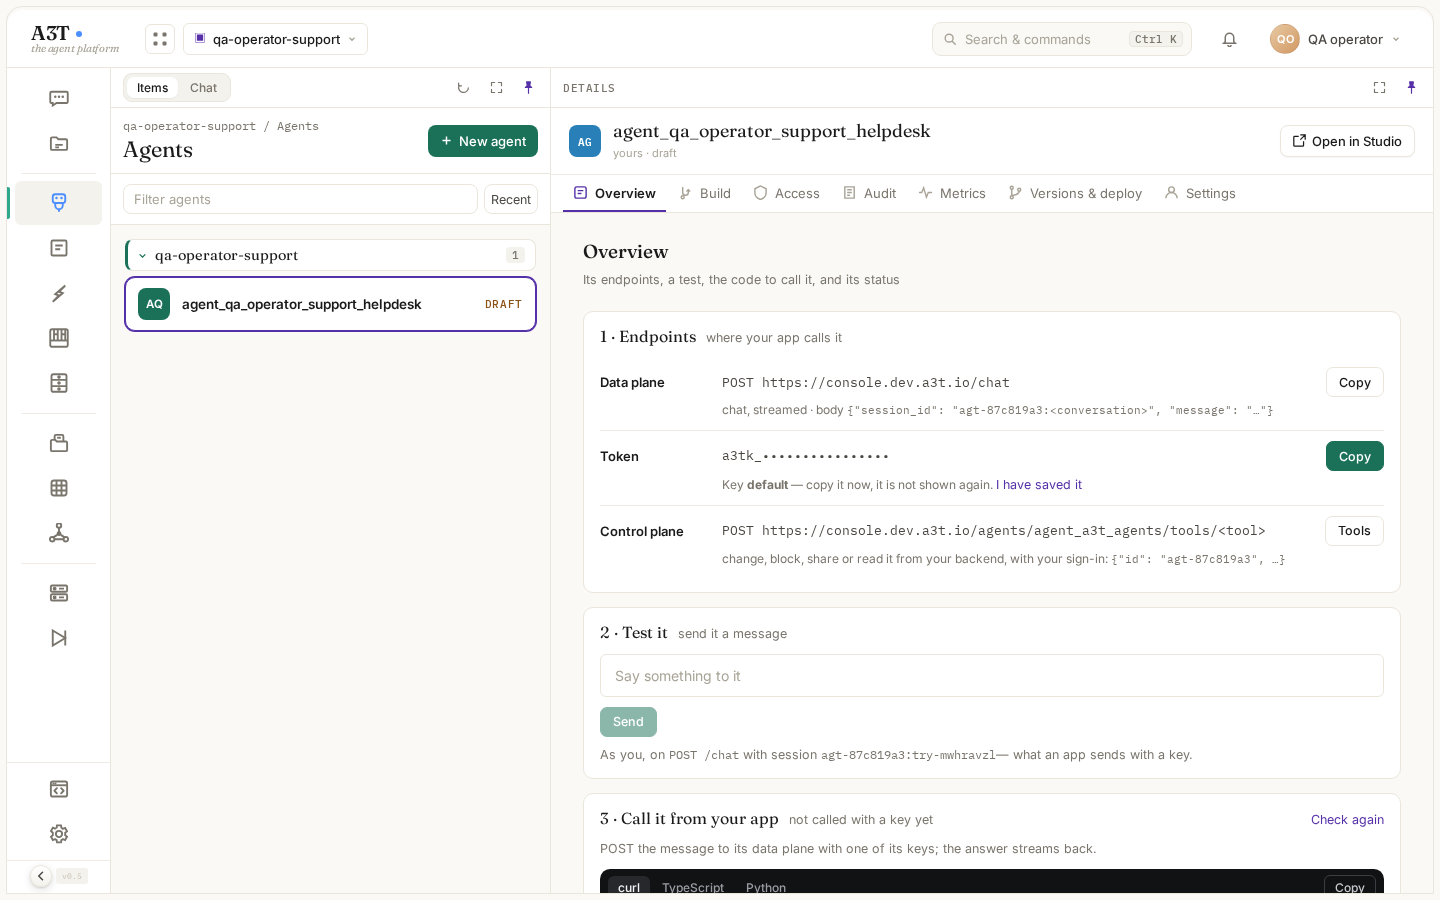 A3T
the agent platform
qa-operator-support
Search & commands
Ctrl K
QO
QA operator
Items
Chat
DETAILS
qa-operator-support / Agents
Agents
+ New agent
Filter agents
Recent
qa-operator-support
1
AQ
agent_qa_operator_support_helpdesk
DRAFT
v0.5
AG
agent_qa_operator_support_helpdesk
yours · draft
Open in Studio
Overview
Build
Access
Audit
Metrics
Versions & deploy
Settings
Overview
Its endpoints, a test, the code to call it, and its status
1 · Endpoints where your app calls it
Data plane
POST https://console.dev.a3t.io/chat
Copy
chat, streamed · body {"session_id": "agt-87c819a3:<conversation>", "message": "…"}
Token
a3tk_••••••••••••••••
Copy
Key default — copy it now, it is not shown again. I have saved it
Control plane
POST https://console.dev.a3t.io/agents/agent_a3t_agents/tools/<tool>
Tools
change, block, share or read it from your backend, with your sign-in: {"id": "agt-87c819a3", …}
2 · Test it send it a message
Say something to it
Send
As you, on POST /chat with session agt-87c819a3:try-mwhravzl— what an app sends with a key.
3 · Call it from your app not called with a key yet
Check again
POST the message to its data plane with one of its keys; the answer streams back.
curl
TypeScript
Python
Copy